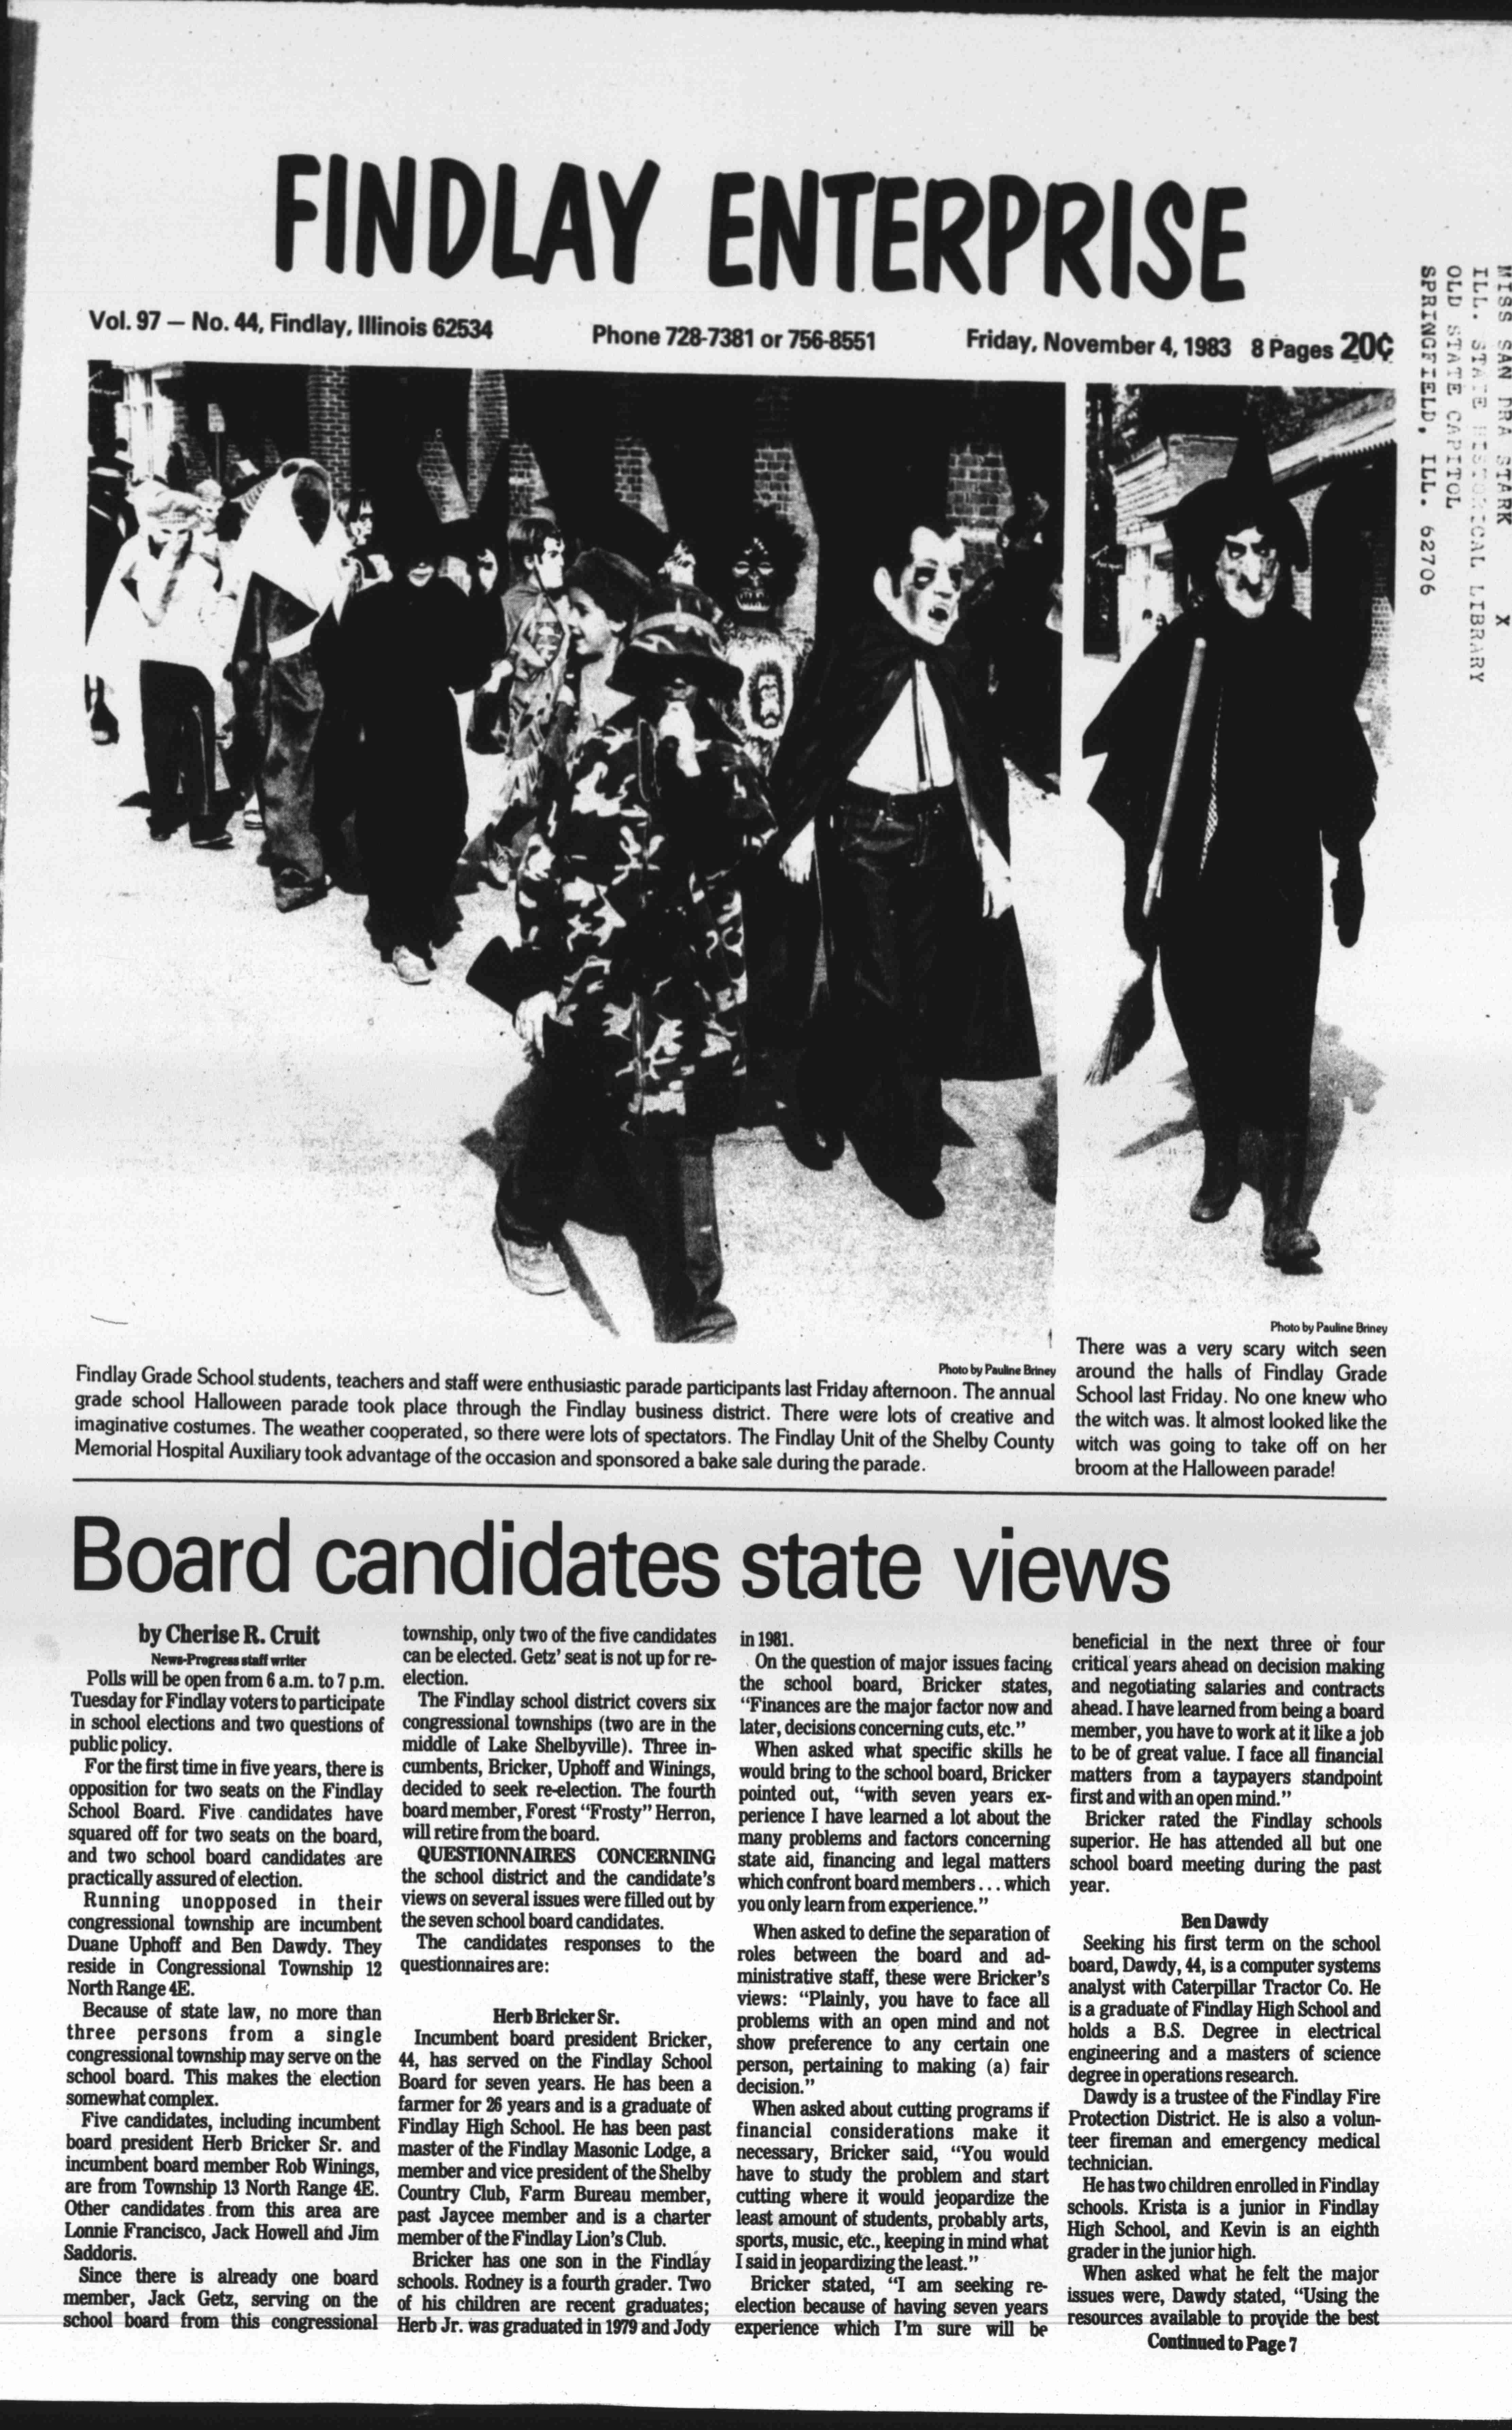 FINDLAY ENTERPRISE
Vol. 97 — No. 44, Findlay, Illinois 62534
Phone 728-7381 or 756-8551
Friday, November 4, 1983 8 Pages 20¢
MISS SAN DRA STARK X
ILL. STATE HISTORICAL LIBRARY
OLD STATE CAPITOL
SPRINGFIELD, ILL. 62706
Photo by Pauline Briney
Findlay Grade School students, teachers and staff were enthusiastic parade participants last Friday afternoon. The annual
grade school Halloween parade took place through the Findlay business district. There were lots of creative and
imaginative costumes. The weather cooperated, so there were lots of spectators. The Findlay Unit of the Shelby County
Memorial Hospital Auxiliary took advantage of the occasion and sponsored a bake sale during the parade.
Photo by Pauline Briney
There was a very scary witch seen
around the halls of Findlay Grade
School last Friday. No one knew who
the witch was. It almost looked like the
witch was going to take off on her
broom at the Halloween parade!
Board candidates state views
by Cherise R. Cruit
News-Progress staff writer
Polls will be open from 6 a.m. to 7 p.m.
Tuesday for Findlay voters to participate
in school elections and two questions of
public policy.
For the first time in five years, there is
opposition for two seats on the Findlay
School Board. Five candidates have
squared off for two seats on the board,
and two school board candidates are
practically assured of election.
Running unopposed in their
congressional township are incumbent
Duane Uphoff and Ben Dawdy. They
reside in Congressional Township 12
North Range 4E.
Because of state law, no more than
three persons from a single
congressional township may serve on the
school board. This makes the election
somewhat complex.
Five candidates, including incumbent
board president Herb Bricker Sr. and
incumbent board member Rob Winings,
are from Township 13 North Range 4E.
Other candidates from this area are
Lonnie Francisco, Jack Howell and Jim
Saddoris.
Since there is already one board
member, Jack Getz, serving on the
school board from this congressional
township, only two of the five candidates
can be elected. Getz' seat is not up for re-
election.
The Findlay school district covers six
congressional townships (two are in the
middle of Lake Shelbyville). Three in-
cumbents, Bricker, Uphoff and Winings,
decided to seek re-election. The fourth
board member, Forest "Frosty" Herron,
will retire from the board.
QUESTIONNAIRES CONCERNING
the school district and the candidate's
views on several issues were filled out by
the seven school board candidates.
The candidates responses to the
questionnaires are:
Herb Bricker Sr.
Incumbent board president Bricker,
44, has served on the Findlay School
Board for seven years. He has been a
farmer for 26 years and is a graduate of
Findlay High School. He has been past
master of the Findlay Masonic Lodge, a
member and vice president of the Shelby
Country Club, Farm Bureau member,
past Jaycee member and is a charter
member of the Findlay Lion's Club.
Bricker has one son in the Findlay
schools. Rodney is a fourth grader. Two
of his children are recent graduates;
Herb Jr. was graduated in 1979 and Jody
in 1981.
On the question of major issues facing
the school board, Bricker states,
"Finances are the major factor now and
later, decisions concerning cuts, etc."
When asked what specific skills he
would bring to the school board, Bricker
pointed out, "with seven years ex-
perience I have learned a lot about the
many problems and factors concerning
state aid, financing and legal matters
which confront board members . . . which
you only learn from experience."
When asked to define the separation of
roles between the board and ad-
ministrative staff, these were Bricker's
views: "Plainly, you have to face all
problems with an open mind and not
show preference to any certain one
person, pertaining to making (a) fair
decision."
When asked about cutting programs if
financial considerations make it
necessary, Bricker said, "You would
have to study the problem and start
cutting where it would jeopardize the
least amount of students, probably arts,
sports, music, etc., keeping in mind what
I said in jeopardizing the least."
Bricker stated, "I am seeking re-
election because of having seven years
experience which I'm sure will be
beneficial in the next three or four
critical years ahead on decision making
and negotiating salaries and contracts
ahead. I have learned from being a board
member, you have to work at it like a job
to be of great value. I face all financial
matters from a taypayers standpoint
first and with an open mind."
Bricker rated the Findlay schools
superior. He has attended all but one
school board meeting during the past
year.
Ben Dawdy
Seeking his first term on the school
board, Dawdy, 44, is a computer systems
analyst with Caterpillar Tractor Co. He
is a graduate of Findlay High School and
holds a B.S. Degree in electrical
engineering and a masters of science
degree in operations research.
Dawdy is a trustee of the Findlay Fire
Protection District. He is also a volun-
teer fireman and emergency medical
technician.
He has two children enrolled in Findlay
schools. Krista is a junior in Findlay
High School, and Kevin is an eighth
grader in the junior high.
When asked what he felt the major
issues were, Dawdy stated, "Using the
resources available to provide the best
Continued to Page 7